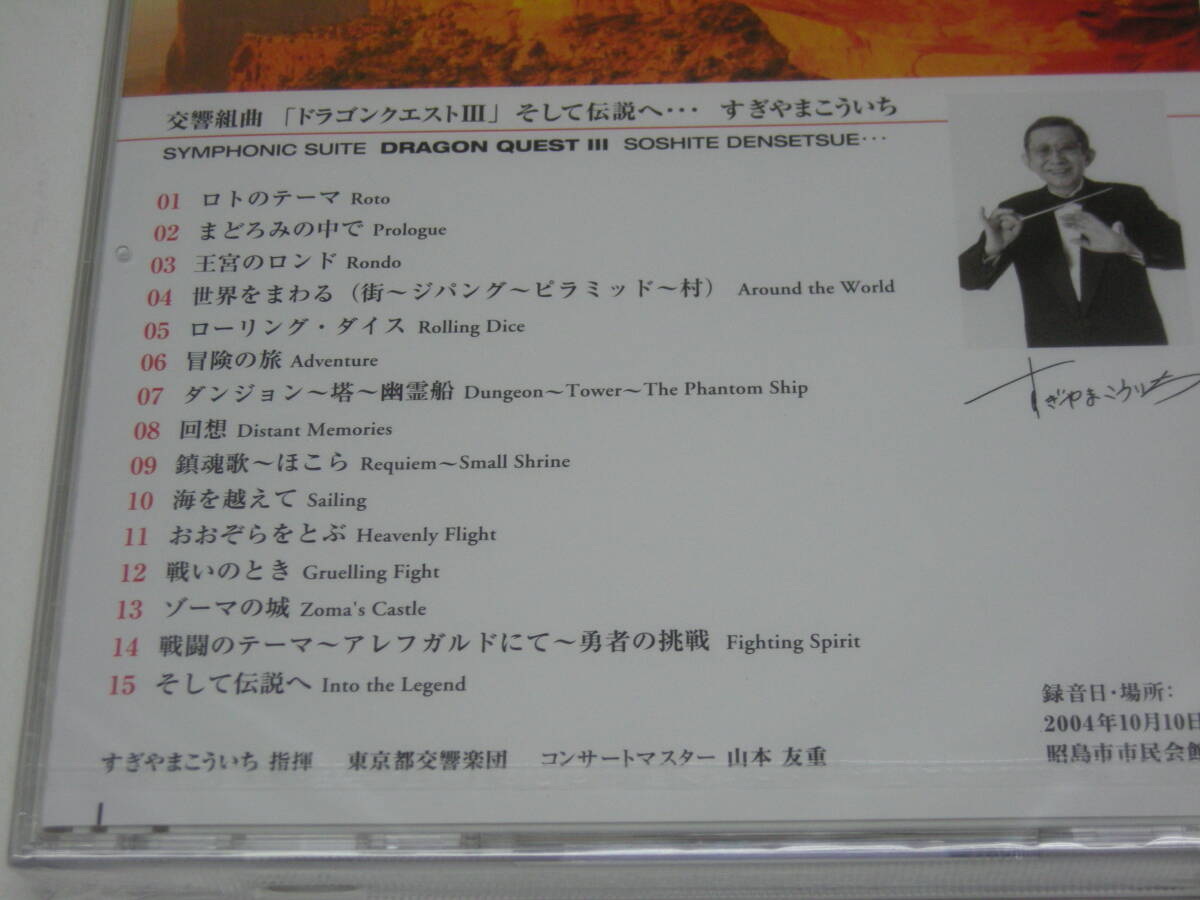 交響組曲 「ドラゴンクエストIII」 そして伝説へ・・・ すぎやまこういち
SYMPHONIC SUITE DRAGON QUEST III SOSHITE DENSETSUE・・・
01 ロトのテーマ Roto
02 まどろみの中で Prologue
03 王宮のロンド Rondo
04 世界をまわる（街～ジパング～ピラミッド～村） Around the World
05 ローリング・ダイス Rolling Dice
06 冒険の旅 Adventure
07 ダンジョン～塔～幽霊船 Dungeon～Tower～The Phantom Ship
08 回想 Distant Memories
09 鎮魂歌～ほこら Requiem～Small Shrine
10 海を越えて Sailing
11 おおぞらをとぶ Heavenly Flight
12 戦いのとき Gruelling Fight
13 ゾーマの城 Zoma's Castle
14 戦闘のテーマ～アレフガルドにて～勇者の挑戦 Fighting Spirit
15 そして伝説へ Into the Legend
すぎやまこういち
すぎやまこういち 指揮 東京都交響楽団 コンサートマスター 山本 友重
録音日・場所：
2004年10月10日
昭島市市民会館